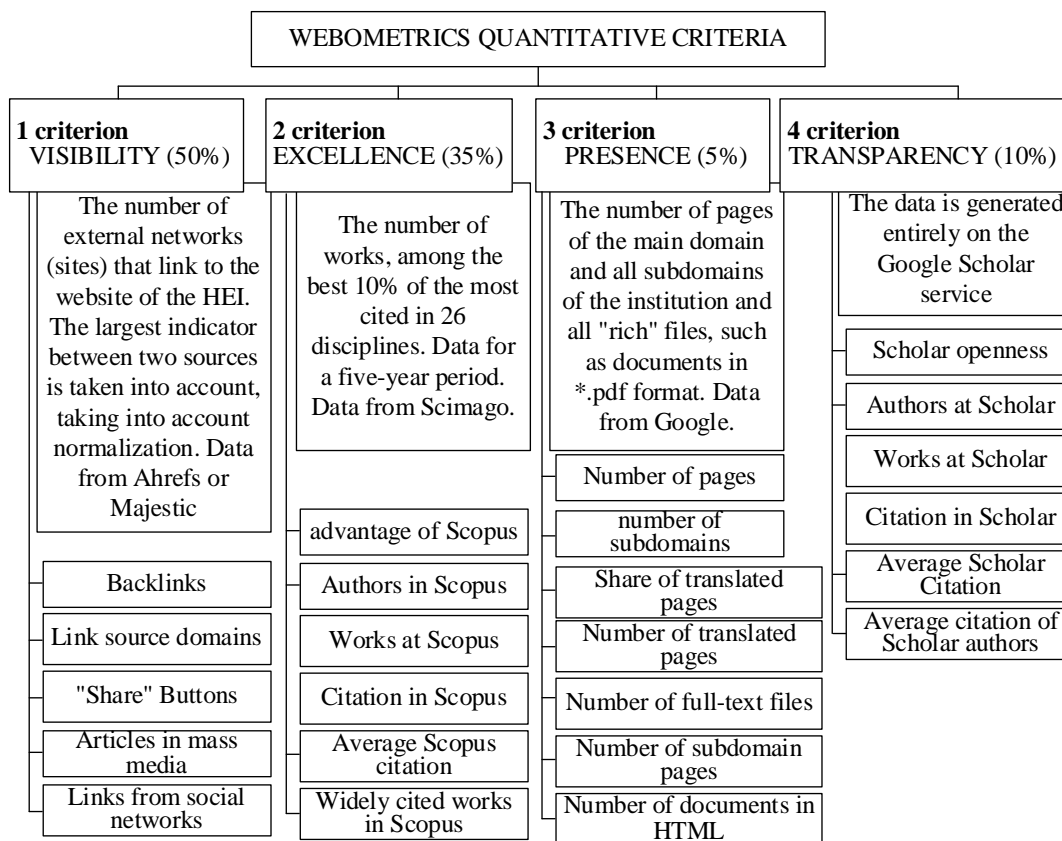 WEBOMETRICS QUANTITATIVE CRITERIA
1 criterion
VISIBILITY (50%)
The number of
external networks
(sites) that link to the
website of the HEI.
The largest indicator
between two sources
is taken into account,
taking into account
normalization. Data
from Ahrefs or
Majestic
Backlinks
Link source domains
"Share" Buttons
Articles in mass
media
Links from social
networks
2 criterion
EXCELLENCE (35%)
The number of
works, among the
best 10% of the most
cited in 26
disciplines. Data for
a five-year period.
Data from Scimago.
advantage of Scopus
Authors in Scopus
Works at Scopus
Citation in Scopus
Average Scopus
citation
Widely cited works
in Scopus
3 criterion
PRESENCE (5%)
The number of pages
of the main domain
and all subdomains
of the institution and
all "rich" files, such
as documents in
*.pdf format. Data
from Google.
Number of pages
number of
subdomains
Share of translated
pages
Number of translated
pages
Number of full-text files
Number of subdomain
pages
Number of documents in
HTML
4 criterion
TRANSPARENCY (10%)
The data is generated
entirely on the
Google Scholar
service
Scholar openness
Authors at Scholar
Works at Scholar
Citation in Scholar
Average Scholar
Citation
Average citation of
Scholar authors